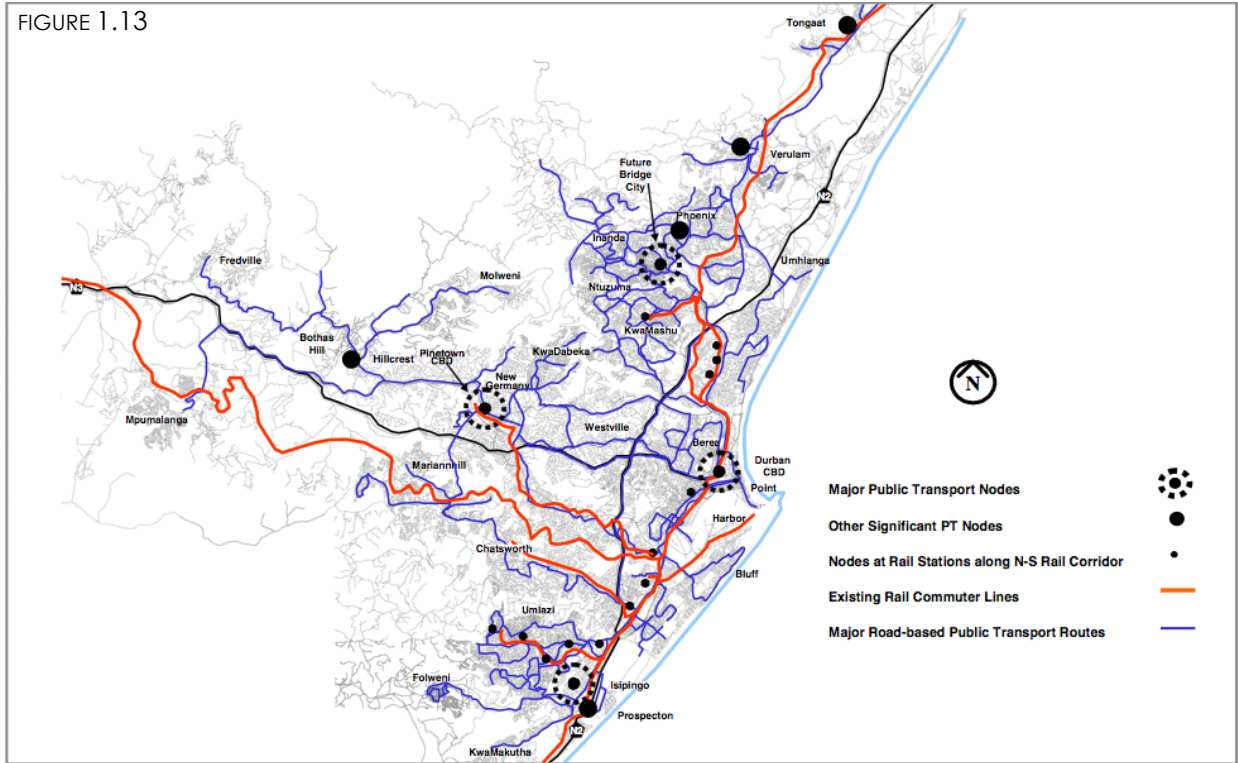 FIGURE 1.13
Tongaat
Verulam
Future
Bridge
City
N2
Phoenix
Inanda
Umhlanga
Fredville
Molweni
Ntuzuma
N3
KwaMashu
Bothas
Hill
Hillcrest
Pinetown
CBD
KwaDabeka
New
Germany
N
Mpumalanga
Westville
Berea
Mariannhill
Durban
CBD
Point
Major Public Transport Nodes
Harbor
Other Significant PT Nodes
Chatsworth
Nodes at Rail Stations along N-S Rail Corridor
Bluff
Existing Rail Commuter Lines
Umlazi
Major Road-based Public Transport Routes
Folweni
Isipingo
Prospecton
N2
KwaMakutha